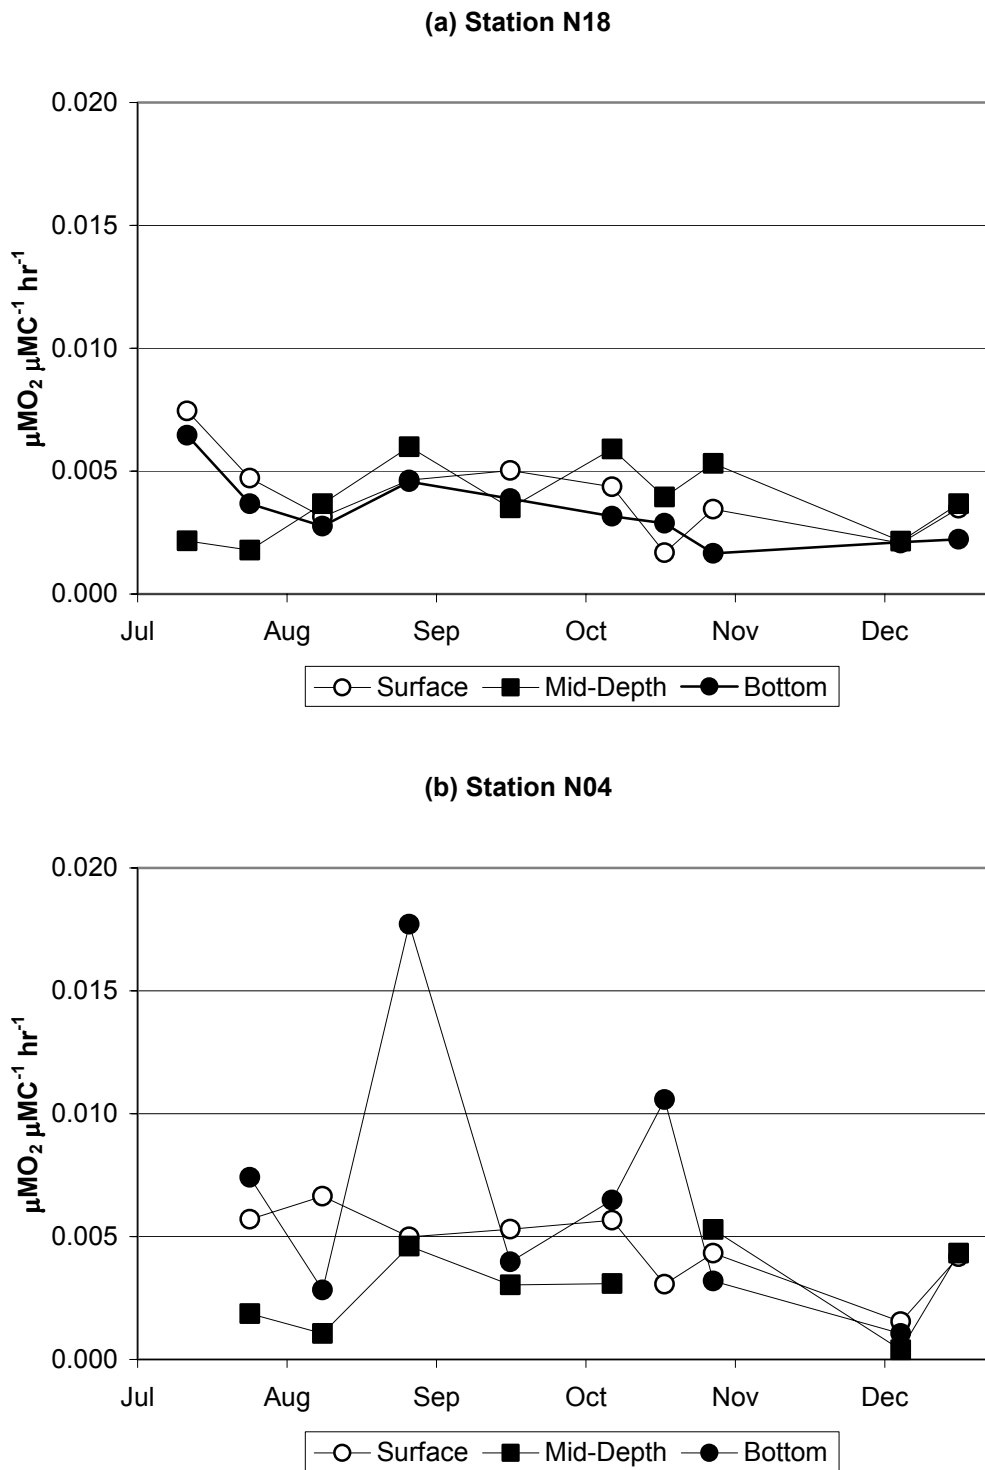 (a) Station N18
0.020
0.015
0.010
0.005
0.000
µMO₂ µMC⁻¹ hr⁻¹
Jul Aug Sep Oct Nov Dec
Surface Mid-Depth Bottom
(b) Station N04
0.020
0.015
0.010
0.005
0.000
µMO₂ µMC⁻¹ hr⁻¹
Jul Aug Sep Oct Nov Dec
Surface Mid-Depth Bottom